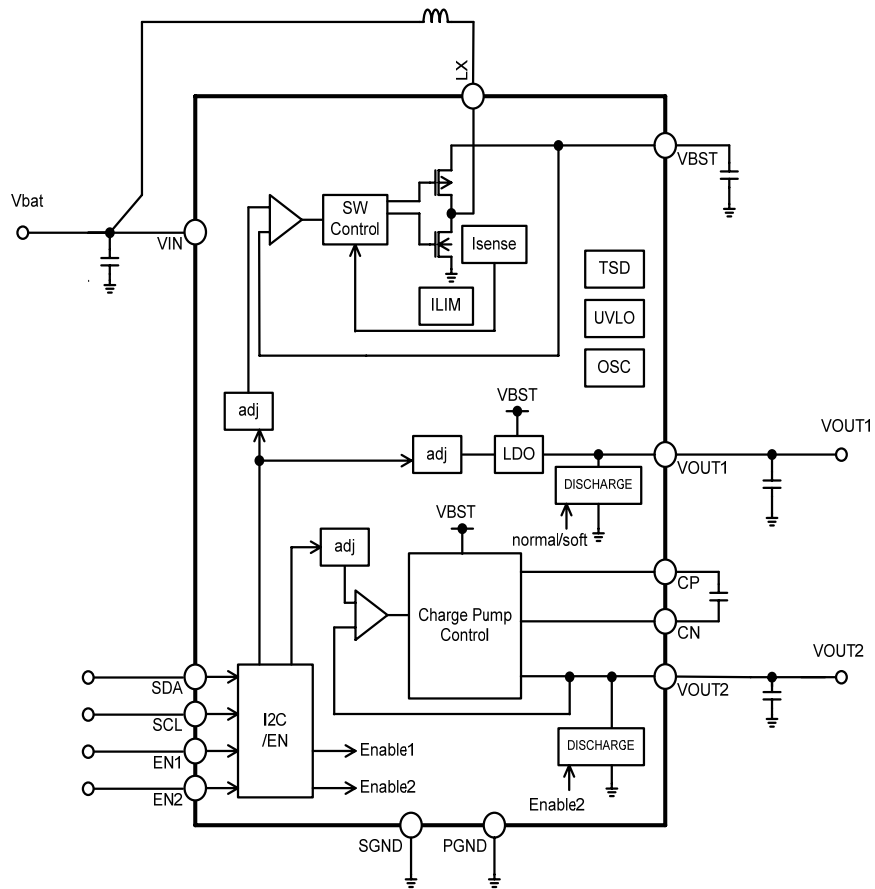 LX
VBST
Vbat
VIN
SW
Control
Isense
ILIM
TSD
UVLO
OSC
adj
VBST
adj
LDO
VOUT1
VOUT1
DISCHARGE
normal/soft
VBST
adj
Charge Pump
Control
CP
CN
VOUT2
VOUT2
SDA
SCL
EN1
EN2
I2C
/EN
Enable1
Enable2
DISCHARGE
Enable2
SGND
PGND